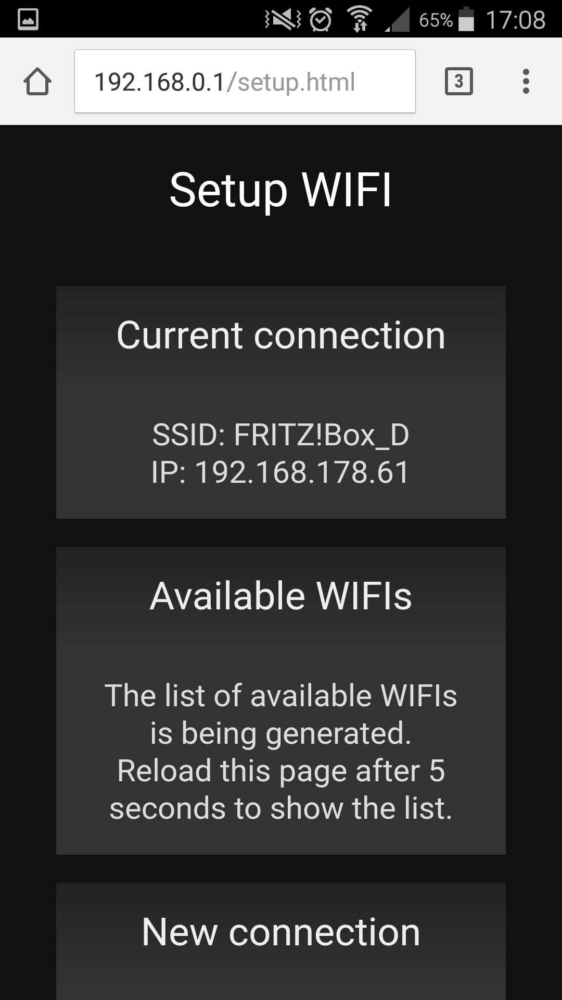 65% 17:08
192.168.0.1/setup.html
3
Setup WIFI
Current connection
SSID: FRITZ!Box_D
IP: 192.168.178.61
Available WIFIs
The list of available WIFIs
is being generated.
Reload this page after 5
seconds to show the list.
New connection